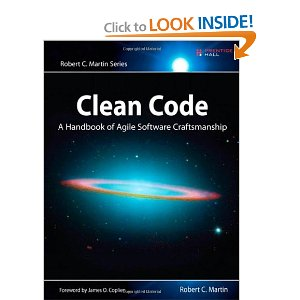 Click to LOOK INSIDE!
PRENTICE
HALL
Robert C. Martin Series
Clean Code
A Handbook of Agile Software Craftsmanship
Foreword by James O. Coplien
Robert C. Martin